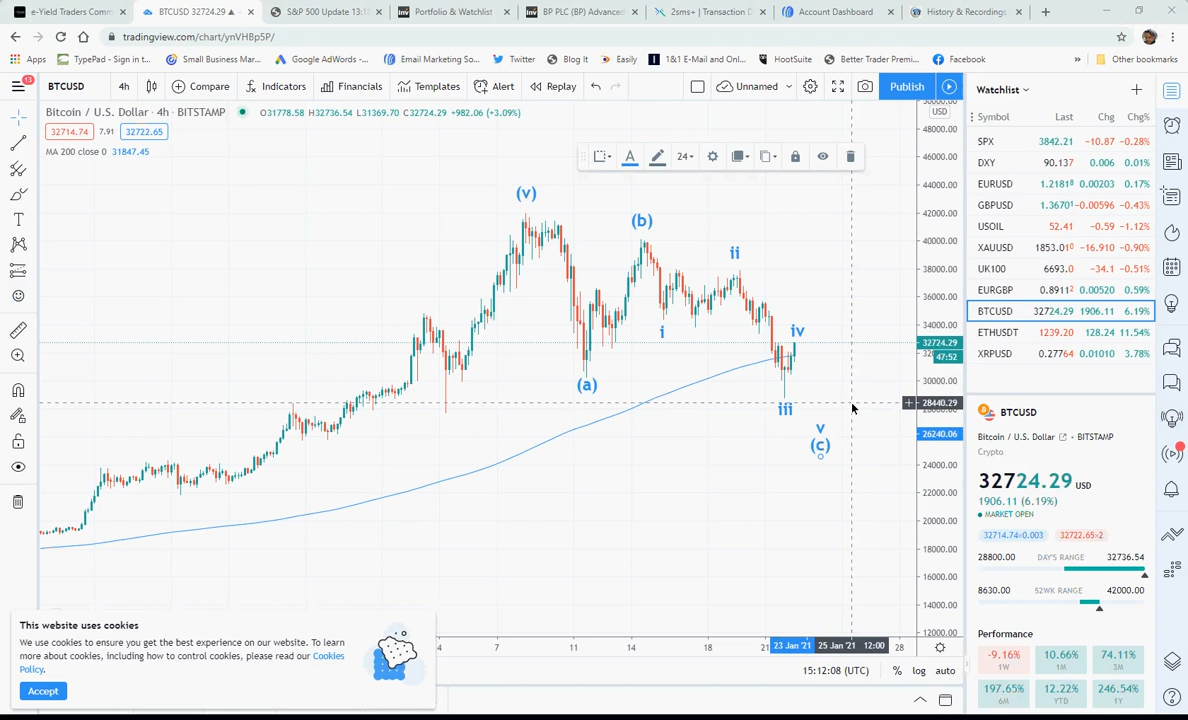 e-Yield Traders Comm
BTCUSD 32724.29 ▲
S&P 500 Update 13:1
Portfolio & Watchlist
BP PLC (BP) Advanced
2sms+ | Transaction D
Account Dashboard
History & Recordings
tradingview.com/chart/ynVHBp5P/
Apps
TypePad - Sign in t...
Small Business Mar...
Google AdWords -...
Email Marketing So...
Twitter
Blog It
Easily
1&1 E-Mail and Onl...
HootSuite
Better Trader Premi...
Facebook
»
Other bookmarks
13
BTCUSD
4h
Compare
Indicators
Financials
Templates
Alert
Replay
Unnamed
Publish
Watchlist
Bitcoin / U.S. Dollar · 4h · BITSTAMP
O31778.58 H32736.54 L31369.70 C32724.29 +982.06 (+3.09%)
32714.74 7.91 32722.65
MA 200 close 0 31847.45
24
USD
48000.00
46000.00
44000.00
42000.00
40000.00
38000.00
36000.00
34000.00
32724.29
47:52
30000.00
28440.29
26240.06
24000.00
22000.00
20000.00
18000.00
16000.00
14000.00
12000.00
(v)
(b)
ii
i
iv
(a)
iii
v
(c)
4
7
11
14
18
21
23 Jan '21
25 Jan '21 12:00
28
15:12:08 (UTC)
%
log
auto
Symbol Last Chg Chg%
SPX 3842.21 -10.87 -0.28%
DXY 90.137 0.006 0.01%
EURUSD 1.21818 0.00203 0.17%
GBPUSD 1.36701 -0.00596 -0.43%
USOIL 52.41 -0.59 -1.12%
XAUUSD 1853.010 -16.910 -0.90%
UK100 6693.0 -34.1 -0.51%
EURGBP 0.89112 0.00520 0.59%
BTCUSD 32724.29 1906.11 6.19%
ETHUSDT 1239.20 128.24 11.54%
XRPUSD 0.27764 0.01010 3.78%
BTCUSD
Bitcoin / U.S. Dollar · BITSTAMP
Crypto
32724.29 USD
1906.11 (6.19%)
MARKET OPEN
32714.74×0.003 32722.65×2
28800.00 DAY'S RANGE 32736.54
8630.00 52WK RANGE 42000.00
Performance
-9.16% 10.66% 74.11%
1W 1M 3M
197.65% 12.22% 246.54%
6M YTD 1Y
This website uses cookies
We use cookies to ensure you get the best experience on our website. To learn
more about cookies, including how to control cookies, please read our Cookies
Policy.
Accept